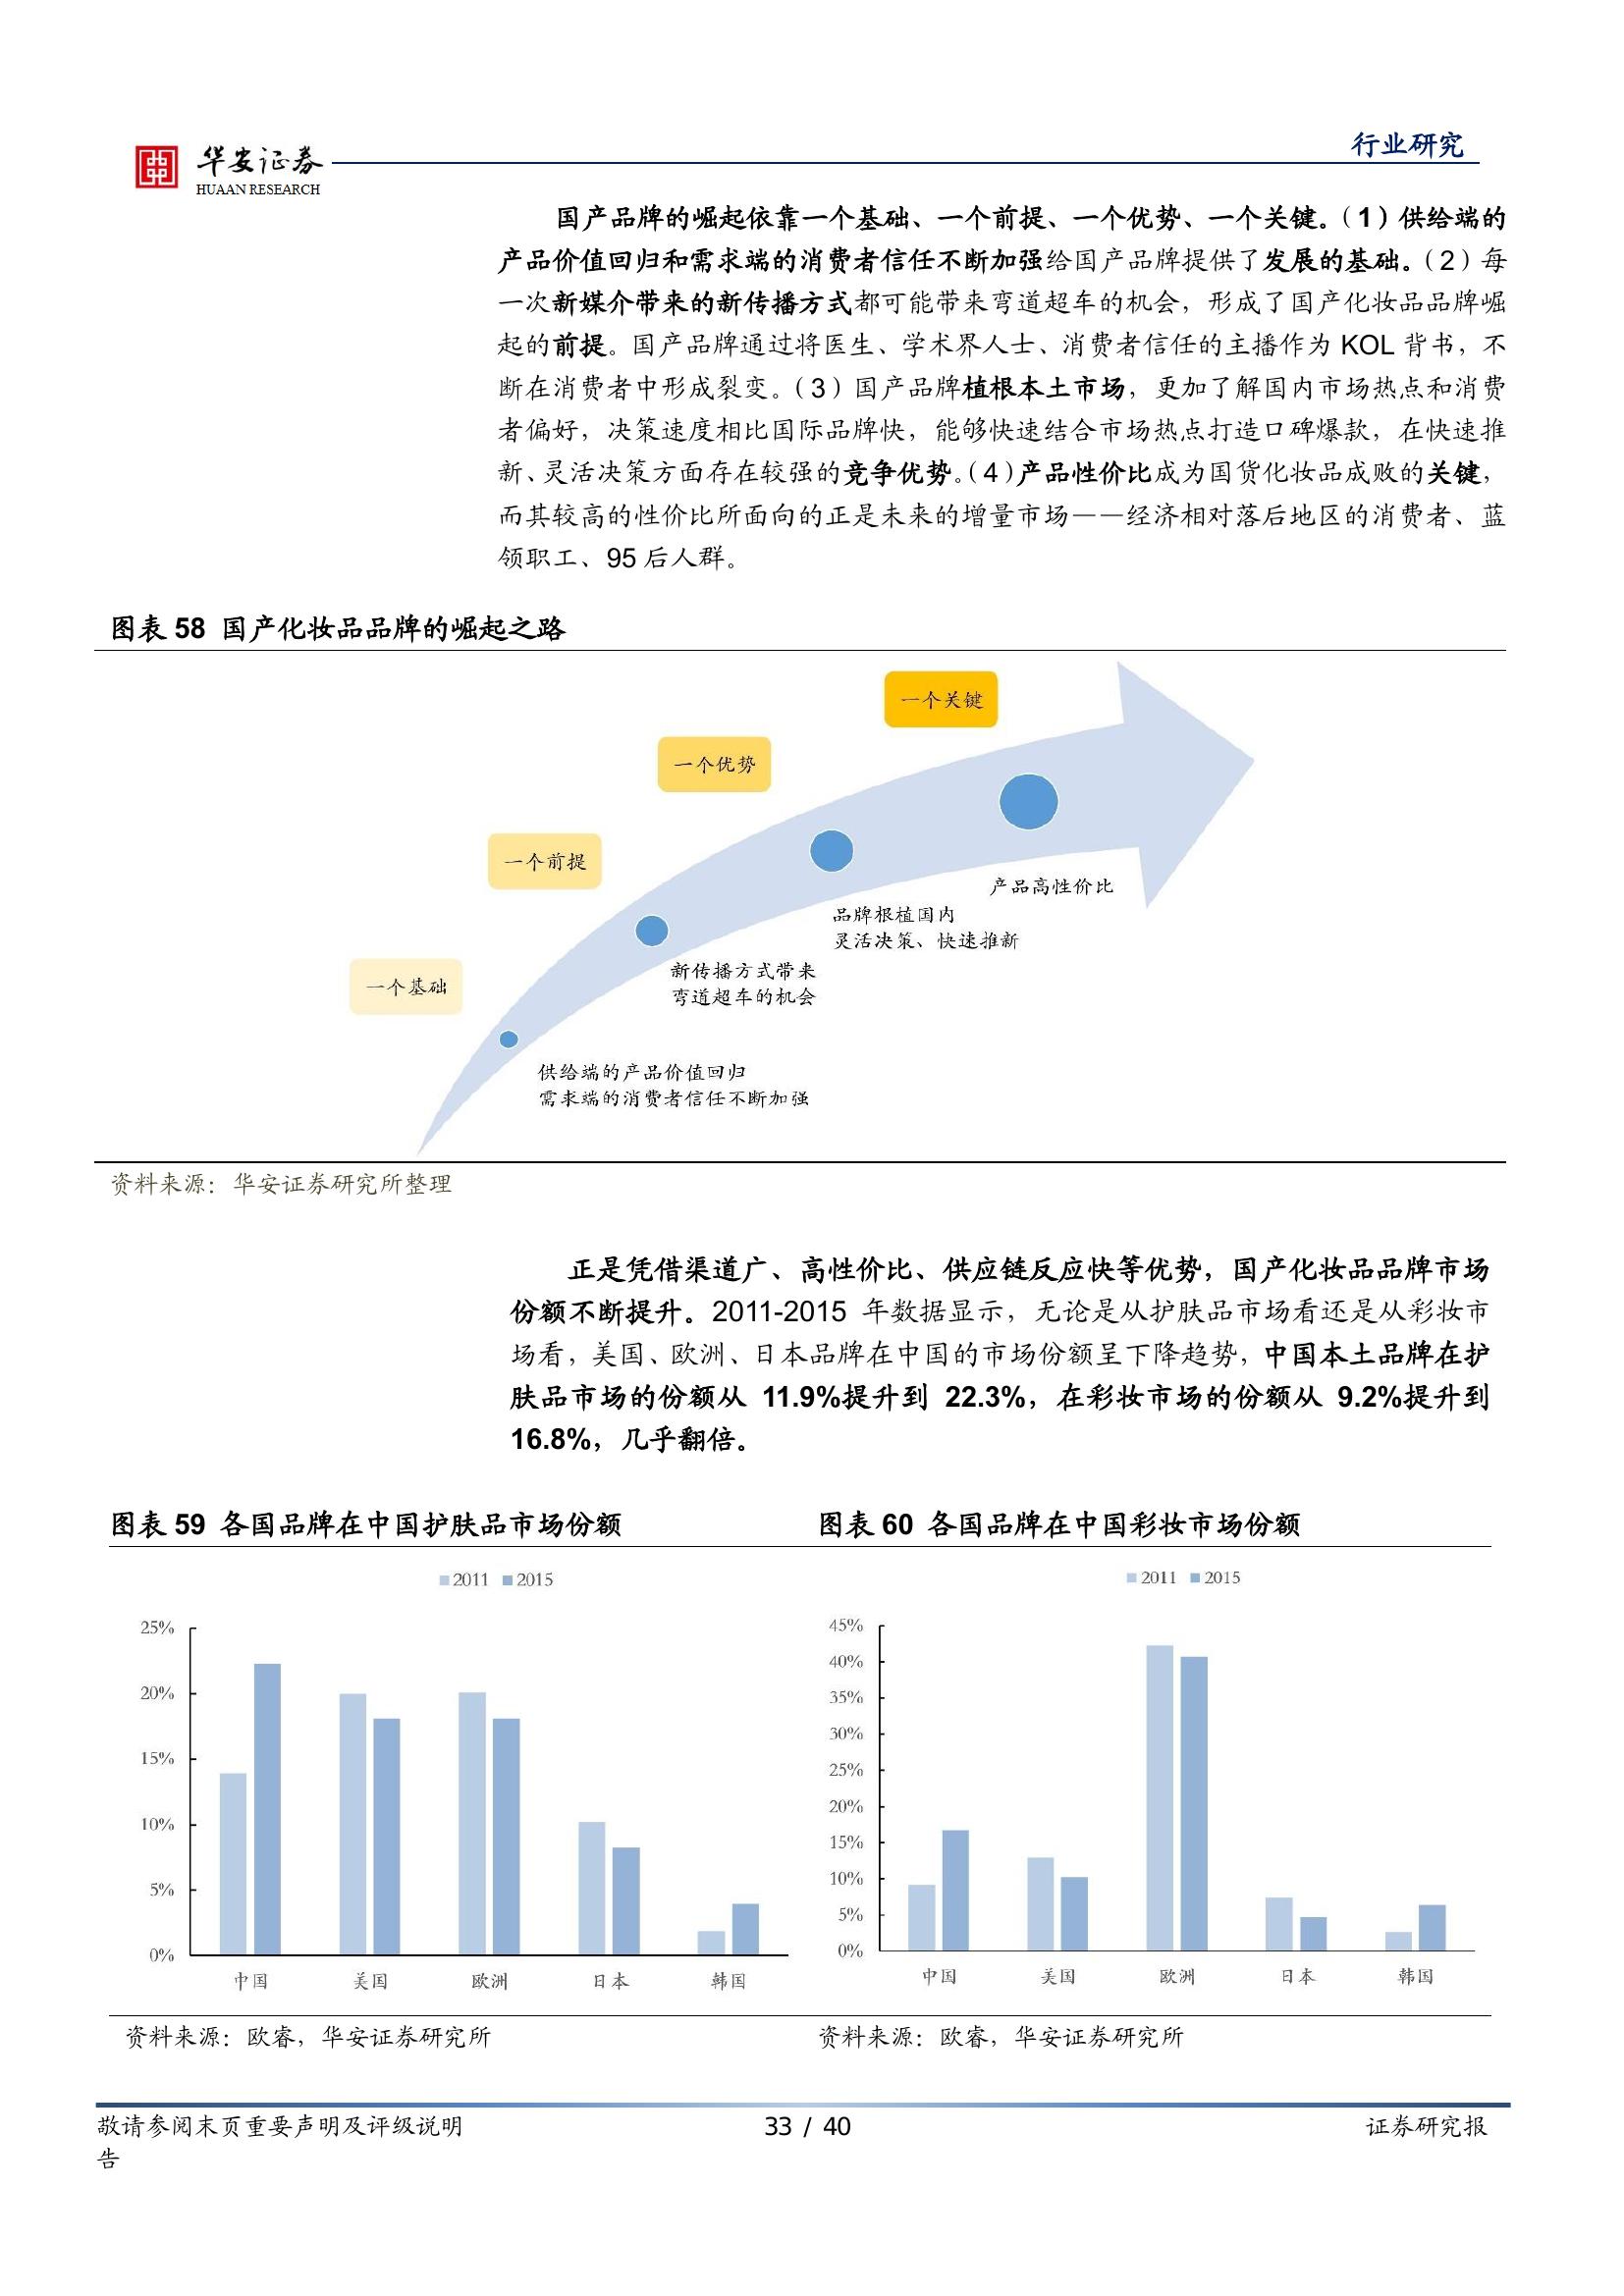 华安证券
HUAAN RESEARCH
行业研究
国产品牌的崛起依靠一个基础、一个前提、一个优势、一个关键。（1）供给端的
产品价值回归和需求端的消费者信任不断加强给国产品牌提供了发展的基础。（2）每
一次新媒介带来的新传播方式都可能带来弯道超车的机会，形成了国产化妆品品牌崛
起的前提。国产品牌通过将医生、学术界人士、消费者信任的主播作为 KOL 背书，不
断在消费者中形成裂变。（3）国产品牌植根本土市场，更加了解国内市场热点和消费
者偏好，决策速度相比国际品牌快，能够快速结合市场热点打造口碑爆款，在快速推
新、灵活决策方面存在较强的竞争优势。（4）产品性价比成为国货化妆品成败的关键，
而其较高的性价比所面向的正是未来的增量市场——经济相对落后地区的消费者、蓝
领职工、95 后人群。
图表 58 国产化妆品品牌的崛起之路
一个关键
一个优势
一个前提
一个基础
产品高性价比
品牌根植国内
灵活决策、快速推新
新传播方式带来
弯道超车的机会
供给端的产品价值回归
需求端的消费者信任不断加强
资料来源：华安证券研究所整理
正是凭借渠道广、高性价比、供应链反应快等优势，国产化妆品品牌市场
份额不断提升。2011-2015 年数据显示，无论是从护肤品市场看还是从彩妆市
场看，美国、欧洲、日本品牌在中国的市场份额呈下降趋势，中国本土品牌在护
肤品市场的份额从 11.9%提升到 22.3%，在彩妆市场的份额从 9.2%提升到
16.8%，几乎翻倍。
图表 59 各国品牌在中国护肤品市场份额
2011 2015
25%
20%
15%
10%
5%
0%
中国 美国 欧洲 日本 韩国
资料来源：欧睿，华安证券研究所
图表 60 各国品牌在中国彩妆市场份额
2011 2015
45%
40%
35%
30%
25%
20%
15%
10%
5%
0%
中国 美国 欧洲 日本 韩国
资料来源：欧睿，华安证券研究所
敬请参阅末页重要声明及评级说明 33 / 40 证券研究报
告